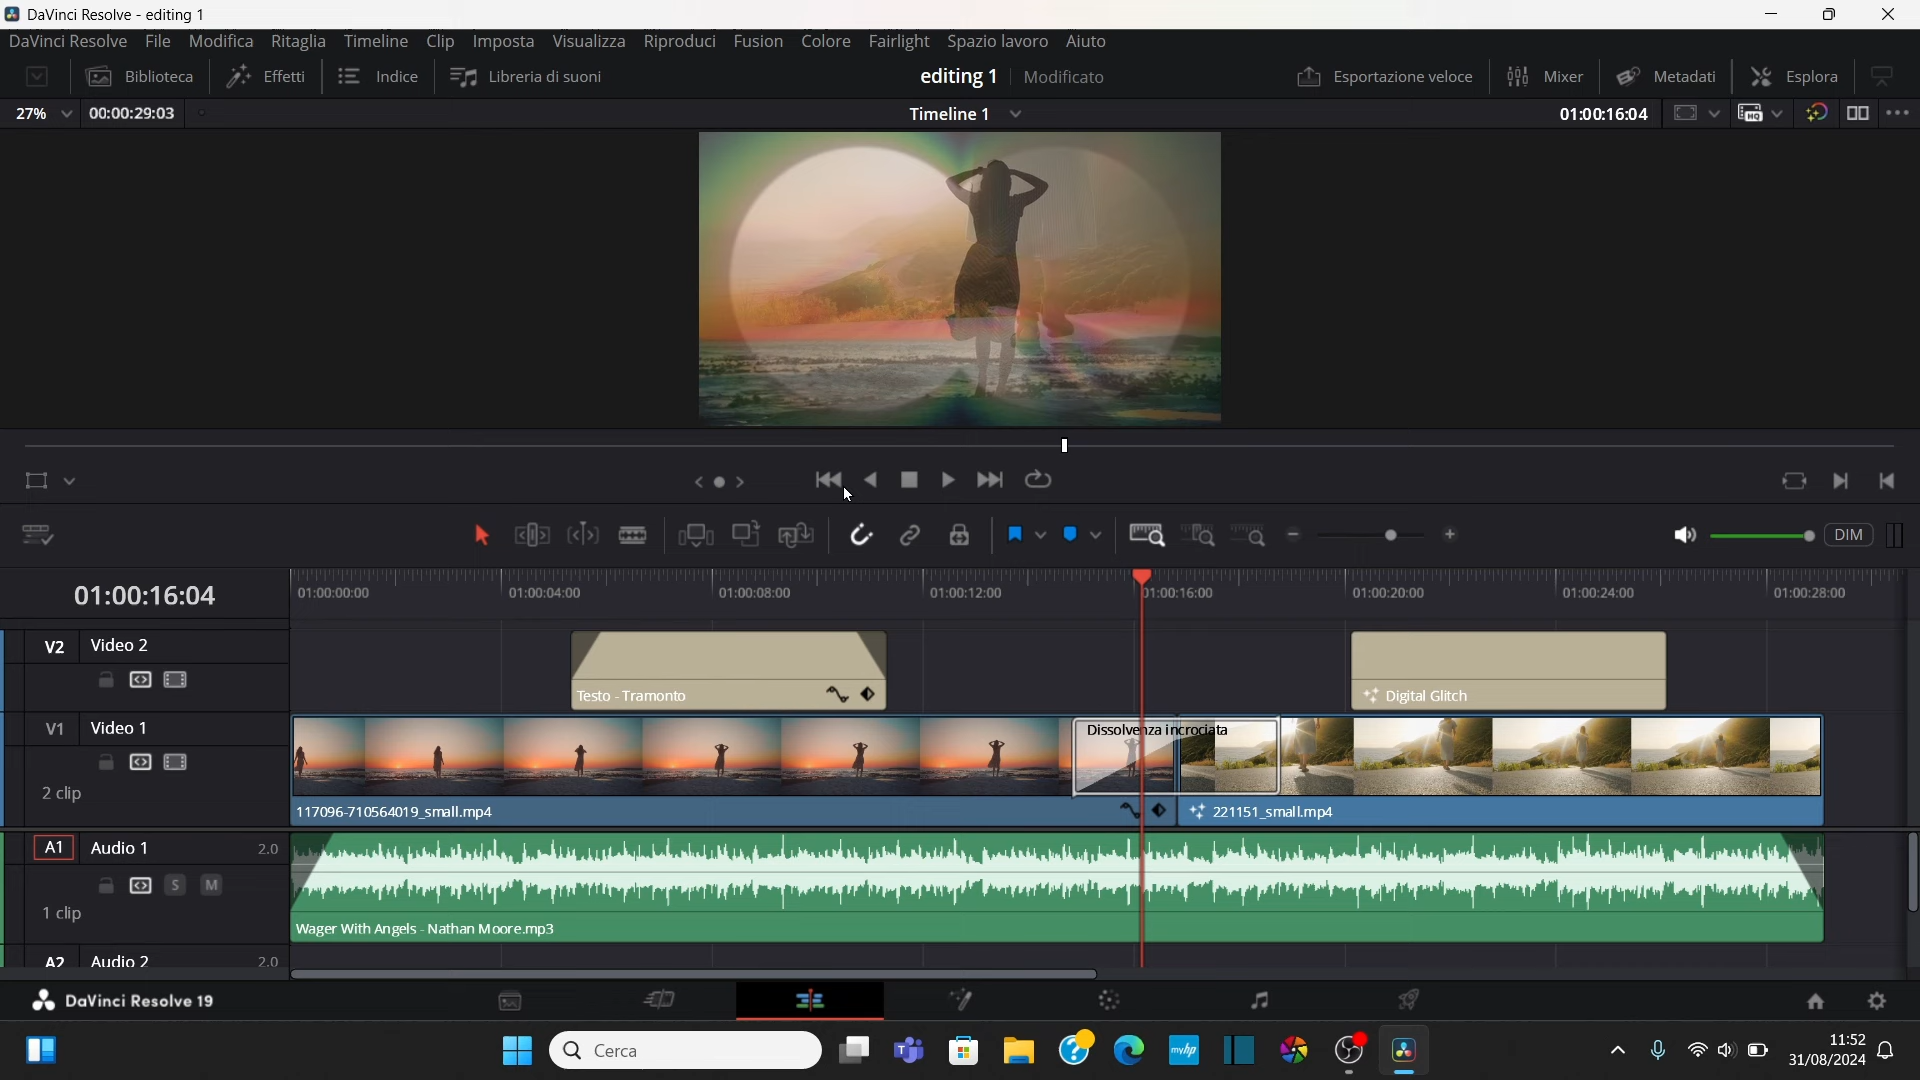 DaVinci Resolve - editing 1
DaVinci Resolve File Modifica Ritaglia Timeline Clip Imposta Visualizza Riproduci Fusion Colore Fairlight Spazio lavoro Aiuto
Biblioteca Effetti Indice Libreria di suoni editing 1 Modificato Esportazione veloce Mixer Metadati Esplora
27% 00:00:29:03 Timeline 1 01:00:16:04 HQ
DIM
01:00:16:04 01:00:00:00 01:00:04:00 01:00:08:00 01:00:12:00 01:00:16:00 01:00:20:00 01:00:24:00 01:00:28:00
V2 Video 2
Testo - Tramonto Digital Glitch
V1 Video 1 Dissolvenza incrociata
2 clip
117096-710564019_small.mp4 221151_small.mp4
A1 Audio 1 2.0
S M
1 clip
Wager With Angels - Nathan Moore.mp3
A2 Audio 2 2.0
DaVinci Resolve 19
Cerca myhp 11:52
31/08/2024